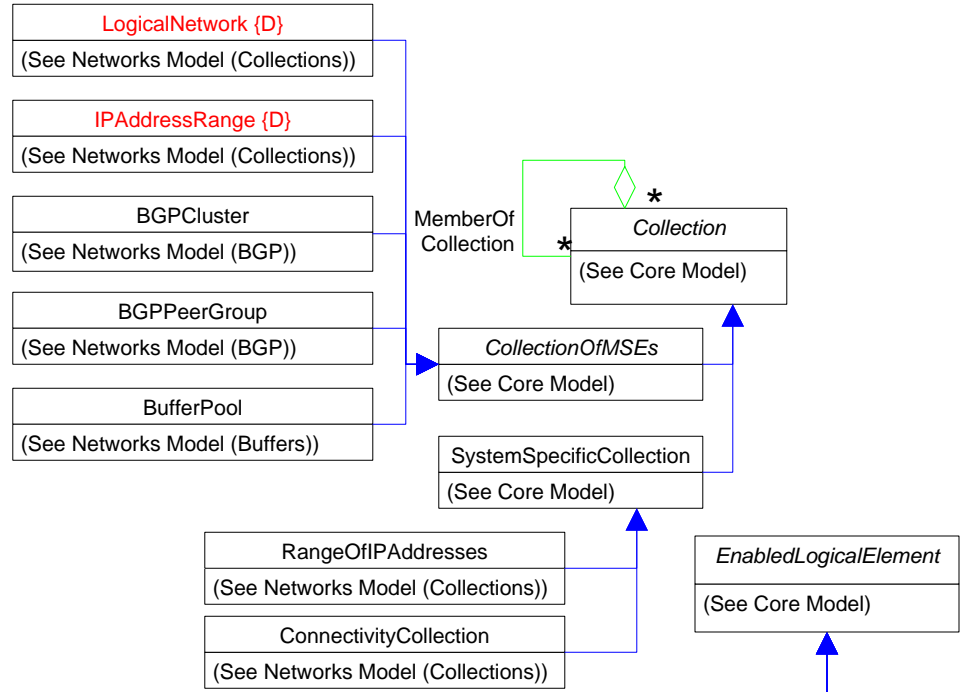 LogicalNetwork {D}
(See Networks Model (Collections))
IPAddressRange {D}
(See Networks Model (Collections))
BGPCluster
(See Networks Model (BGP))
BGPPeerGroup
(See Networks Model (BGP))
BufferPool
(See Networks Model (Buffers))
MemberOf
Collection
*
*
Collection
(See Core Model)
CollectionOfMSEs
(See Core Model)
SystemSpecificCollection
(See Core Model)
RangeOfIPAddresses
(See Networks Model (Collections))
ConnectivityCollection
(See Networks Model (Collections))
EnabledLogicalElement
(See Core Model)